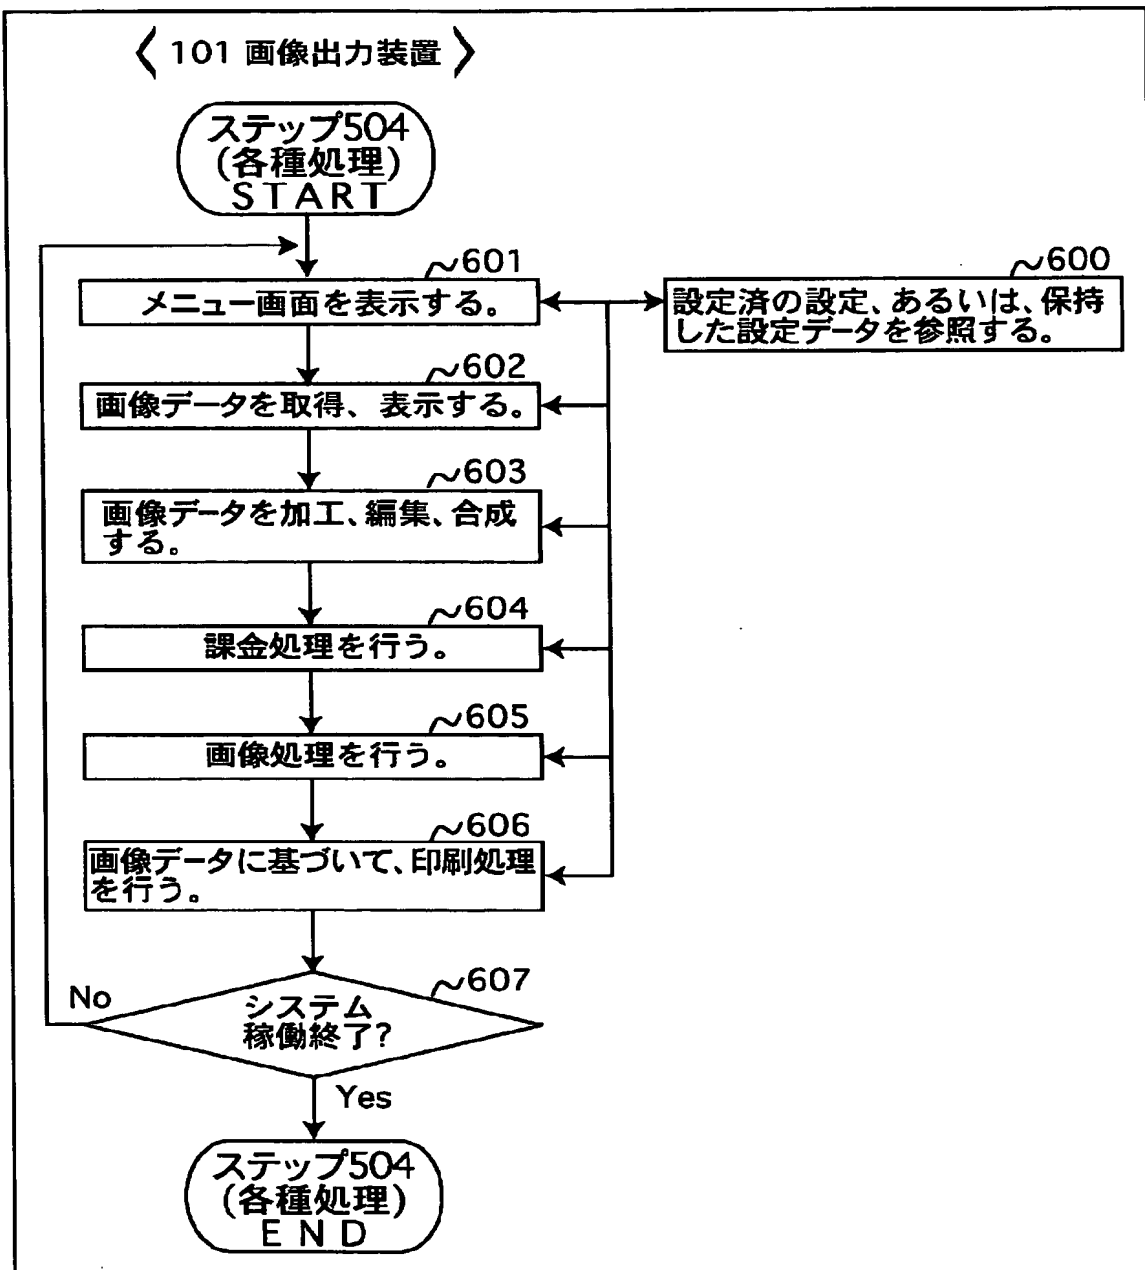 〈 101 画像出力装置 〉
ステップ504
(各種処理)
START
601
メニュー画面を表示する。
600
設定済の設定、あるいは、保持
した設定データを参照する。
602
画像データを取得、表示する。
603
画像データを加工、編集、合成
する。
604
課金処理を行う。
605
画像処理を行う。
606
画像データに基づいて、印刷処理
を行う。
607
システム
稼働終了?
No
Yes
ステップ504
(各種処理)
END